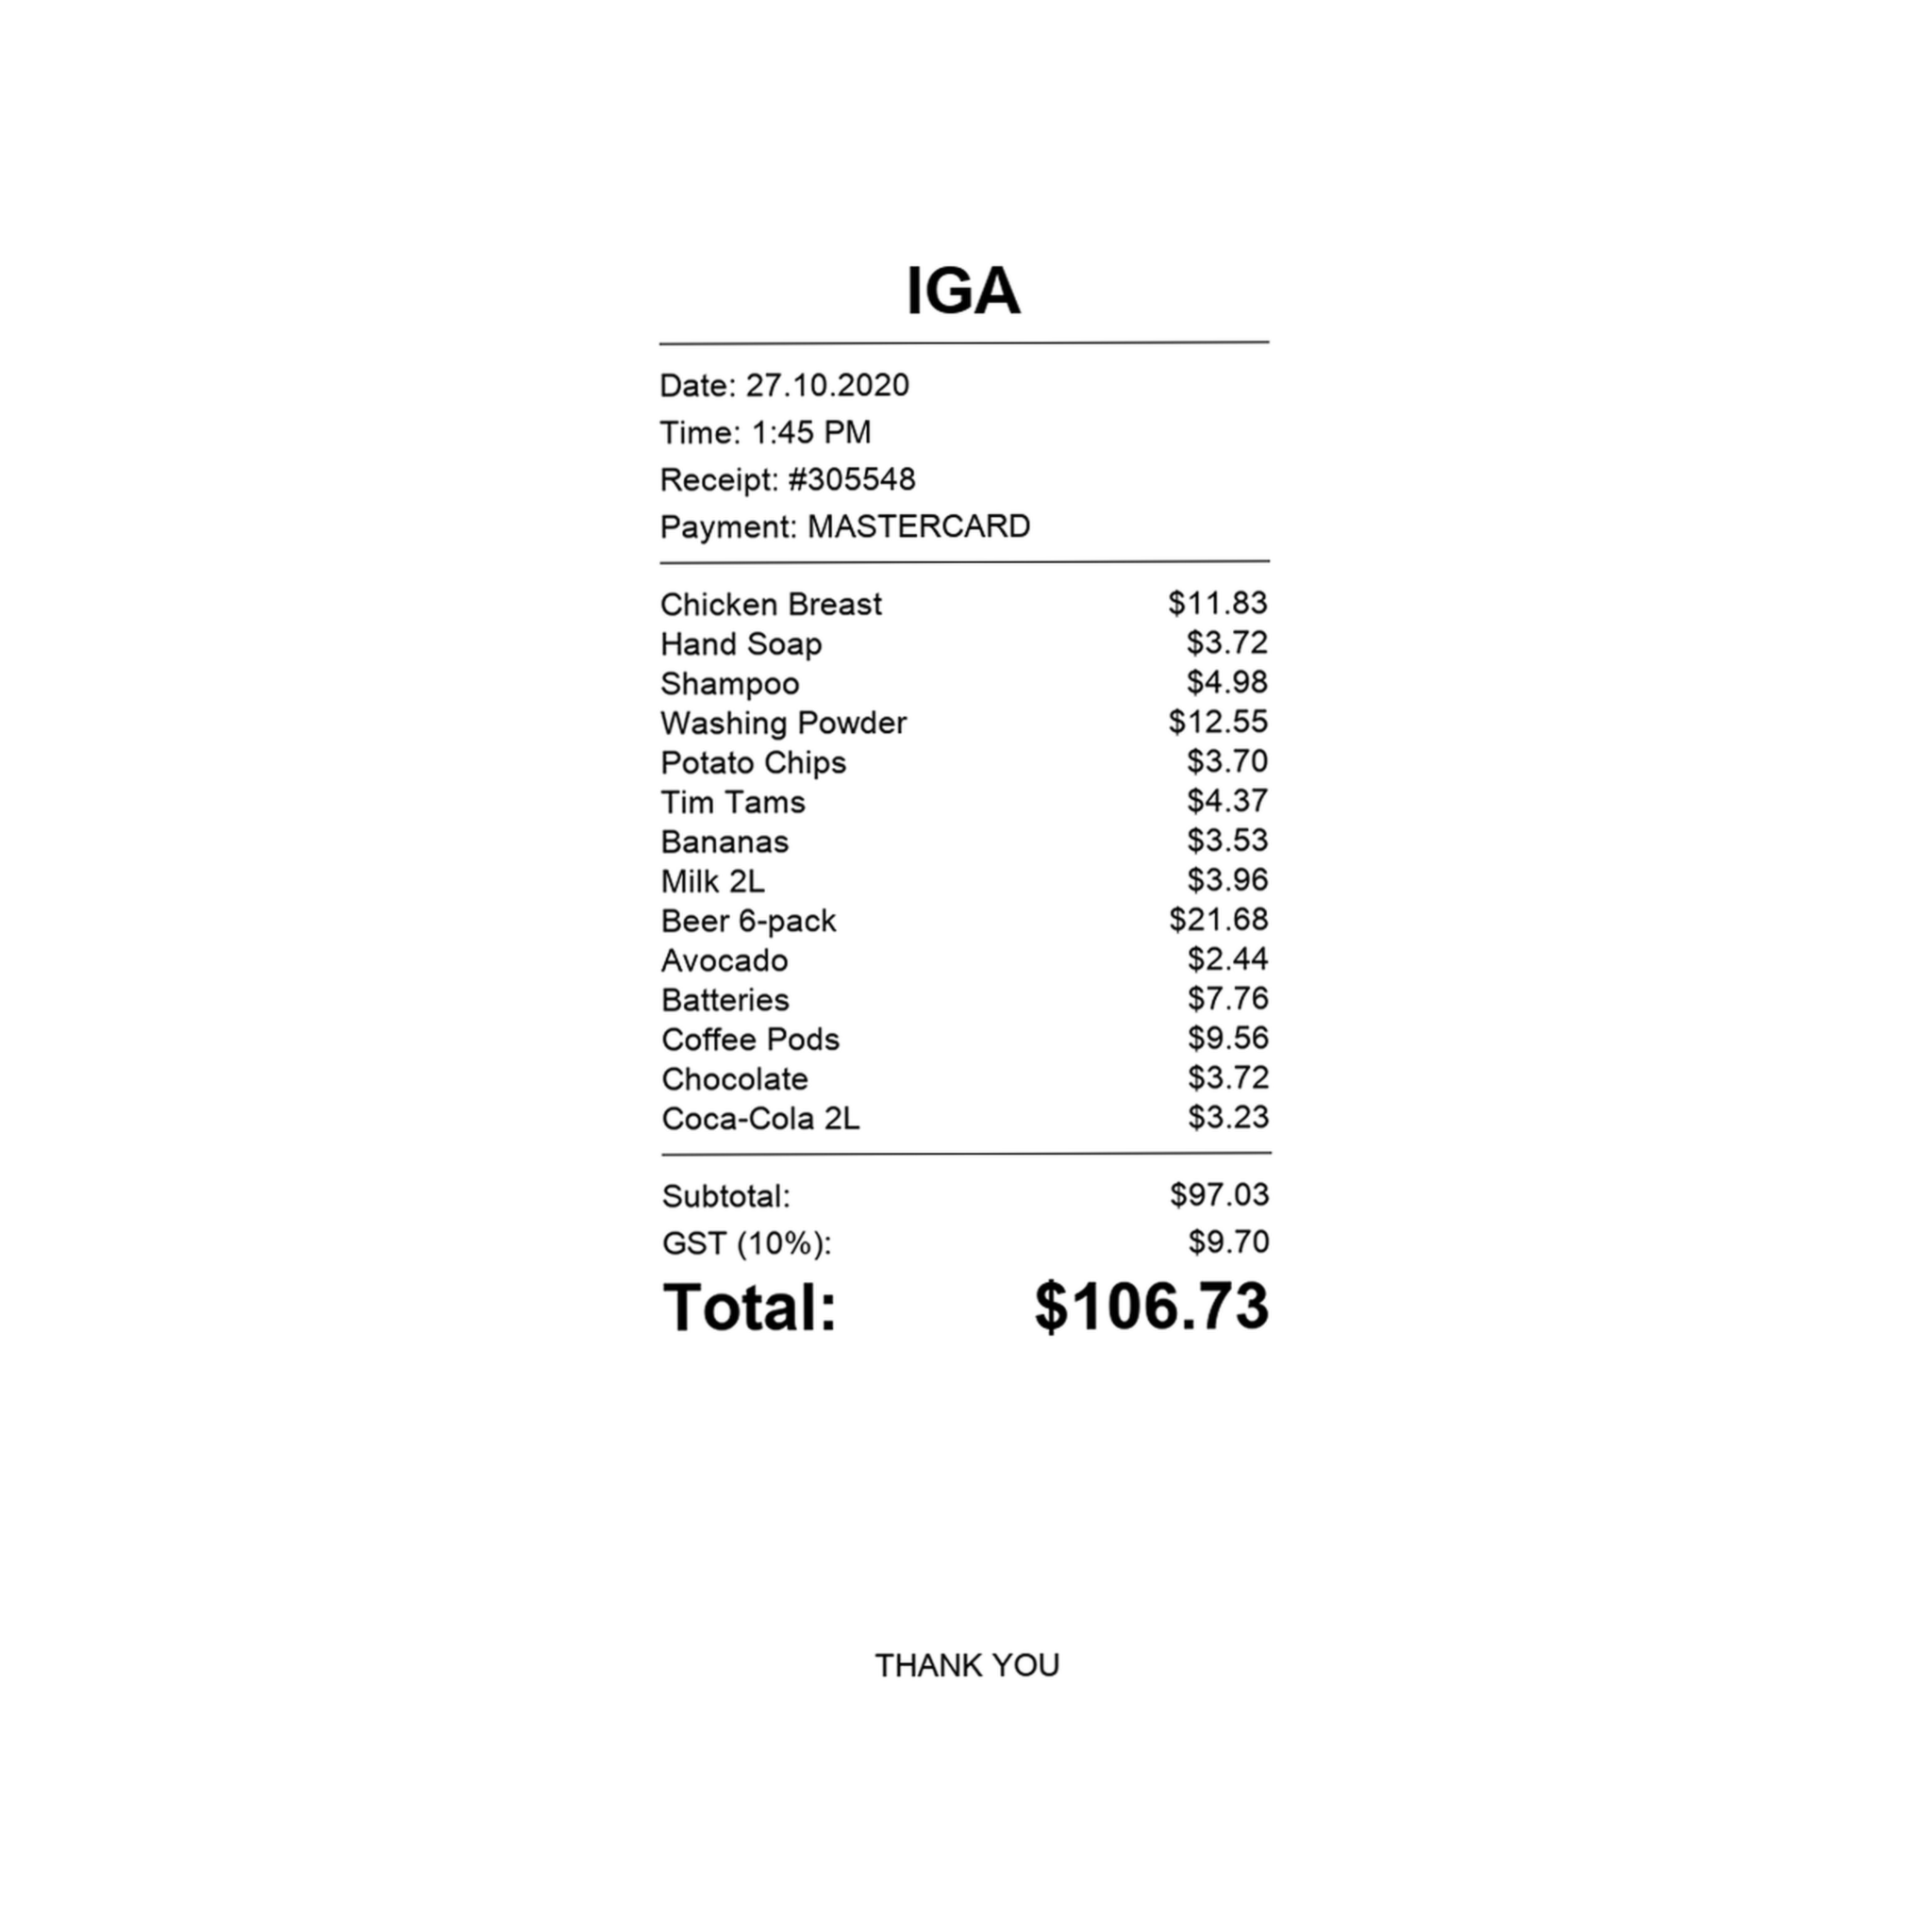 IGA
Date: 27.10.2020
Time: 1:45 PM
Receipt: #305548
Payment: MASTERCARD
Chicken Breast $11.83
Hand Soap $3.72
Shampoo $4.98
Washing Powder $12.55
Potato Chips $3.70
Tim Tams $4.37
Bananas $3.53
Milk 2L $3.96
Beer 6-pack $21.68
Avocado $2.44
Batteries $7.76
Coffee Pods $9.56
Chocolate $3.72
Coca-Cola 2L $3.23
Subtotal: $97.03
GST (10%): $9.70
Total: $106.73
THANK YOU